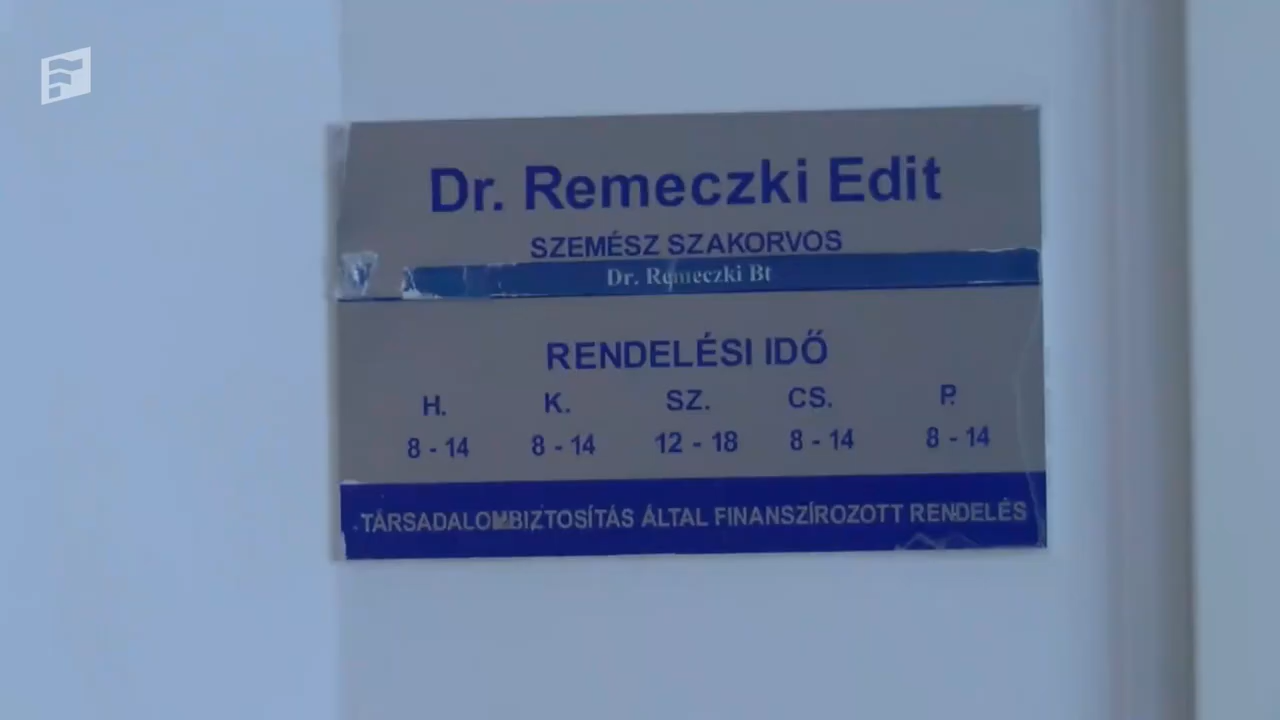 Dr. Remeczki Edit
SZEMÉSZ SZAKORVOS
Dr. Remeczki Bt
RENDELÉSI IDŐ
H. K. SZ. CS. P.
8 - 14 8 - 14 12 - 18 8 - 14 8 - 14
TÁRSADALOMBIZTOSÍTÁS ÁLTAL FINANSZÍROZOTT RENDELÉS